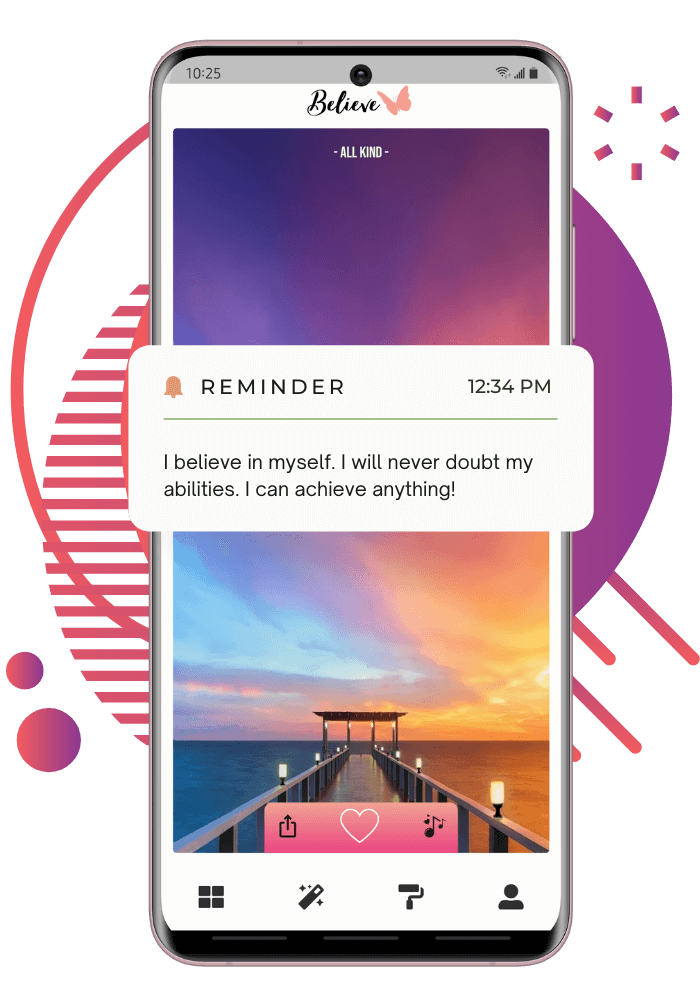 10:25
Believe
- ALL KIND -
REMINDER 12:34 PM
I believe in myself. I will never doubt my
abilities. I can achieve anything!